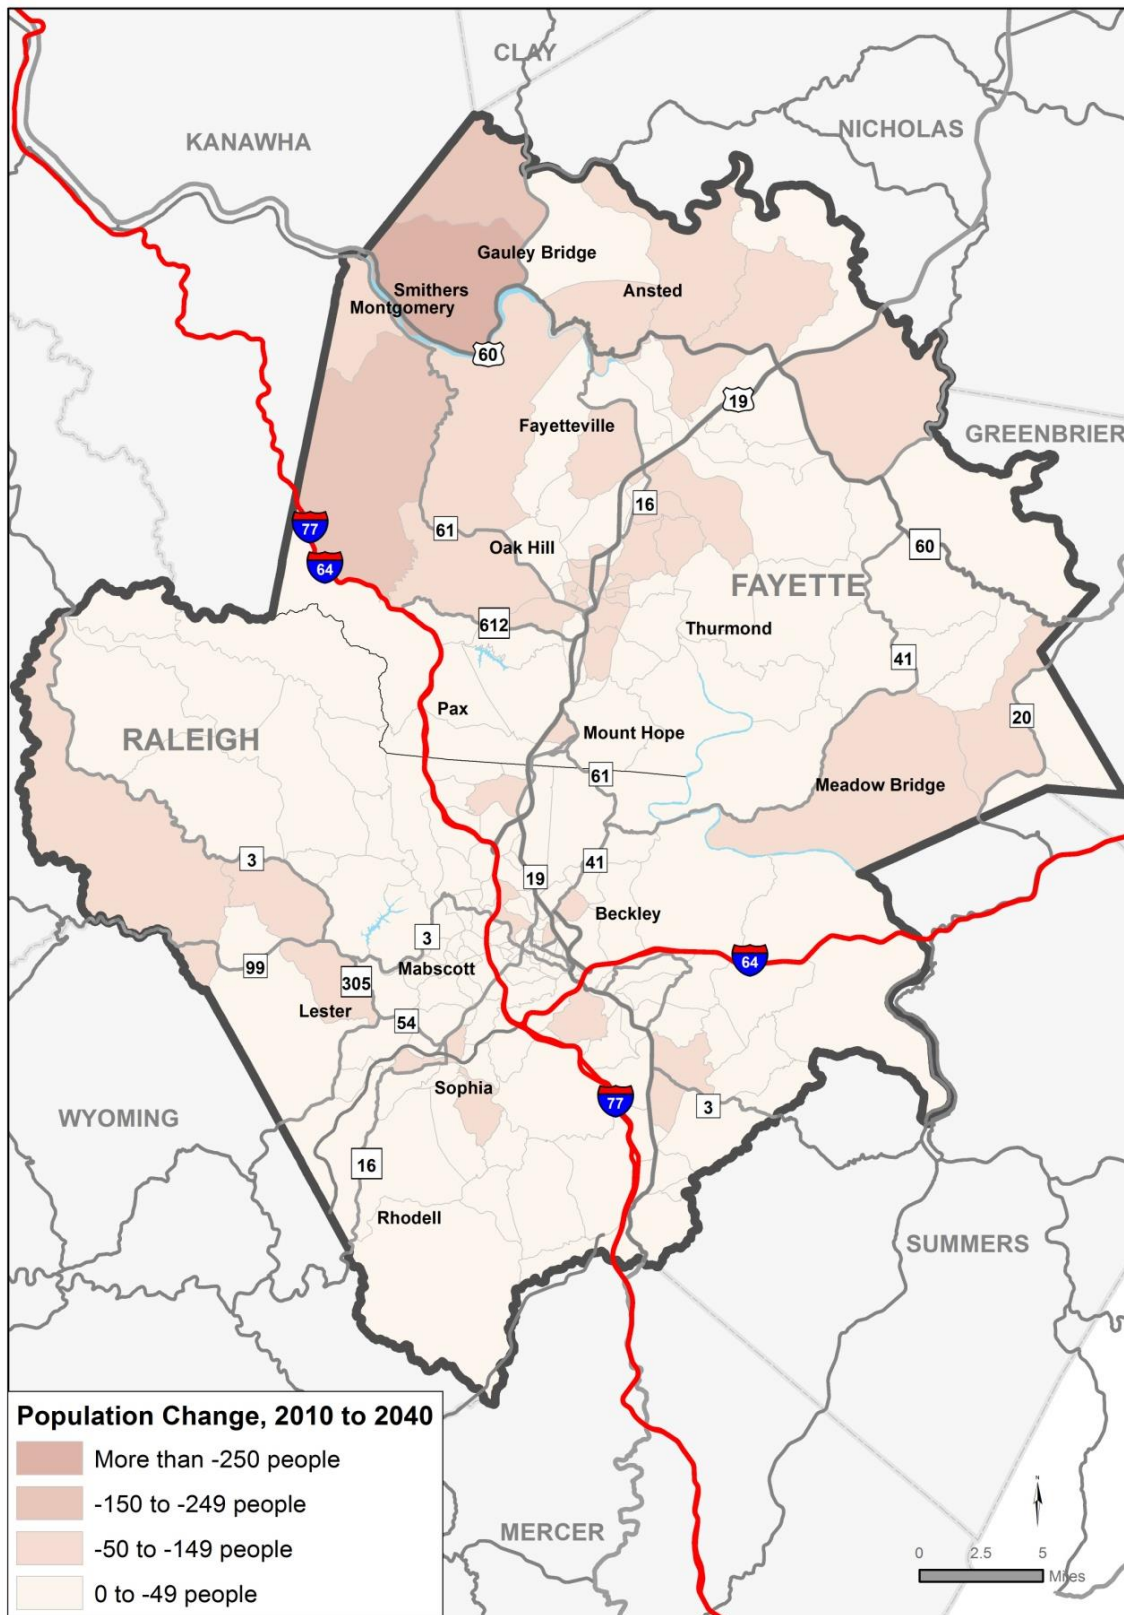 CLAY
NICHOLAS
KANAWHA
Gauley Bridge
Smithers
Ansted
Montgomery
60
19
Fayetteville
GREENBRIER
16
77
61
Oak Hill
60
64
FAYETTE
612
Thurmond
41
Pax
20
RALEIGH
Mount Hope
61
Meadow Bridge
3
41
19
Beckley
3
64
99
Mabscott
305
Lester
54
Sophia
77
3
WYOMING
16
Rhodell
SUMMERS
Population Change, 2010 to 2040
More than -250 people
-150 to -249 people
-50 to -149 people
0 to -49 people
MERCER
N
0 2.5 5
Miles